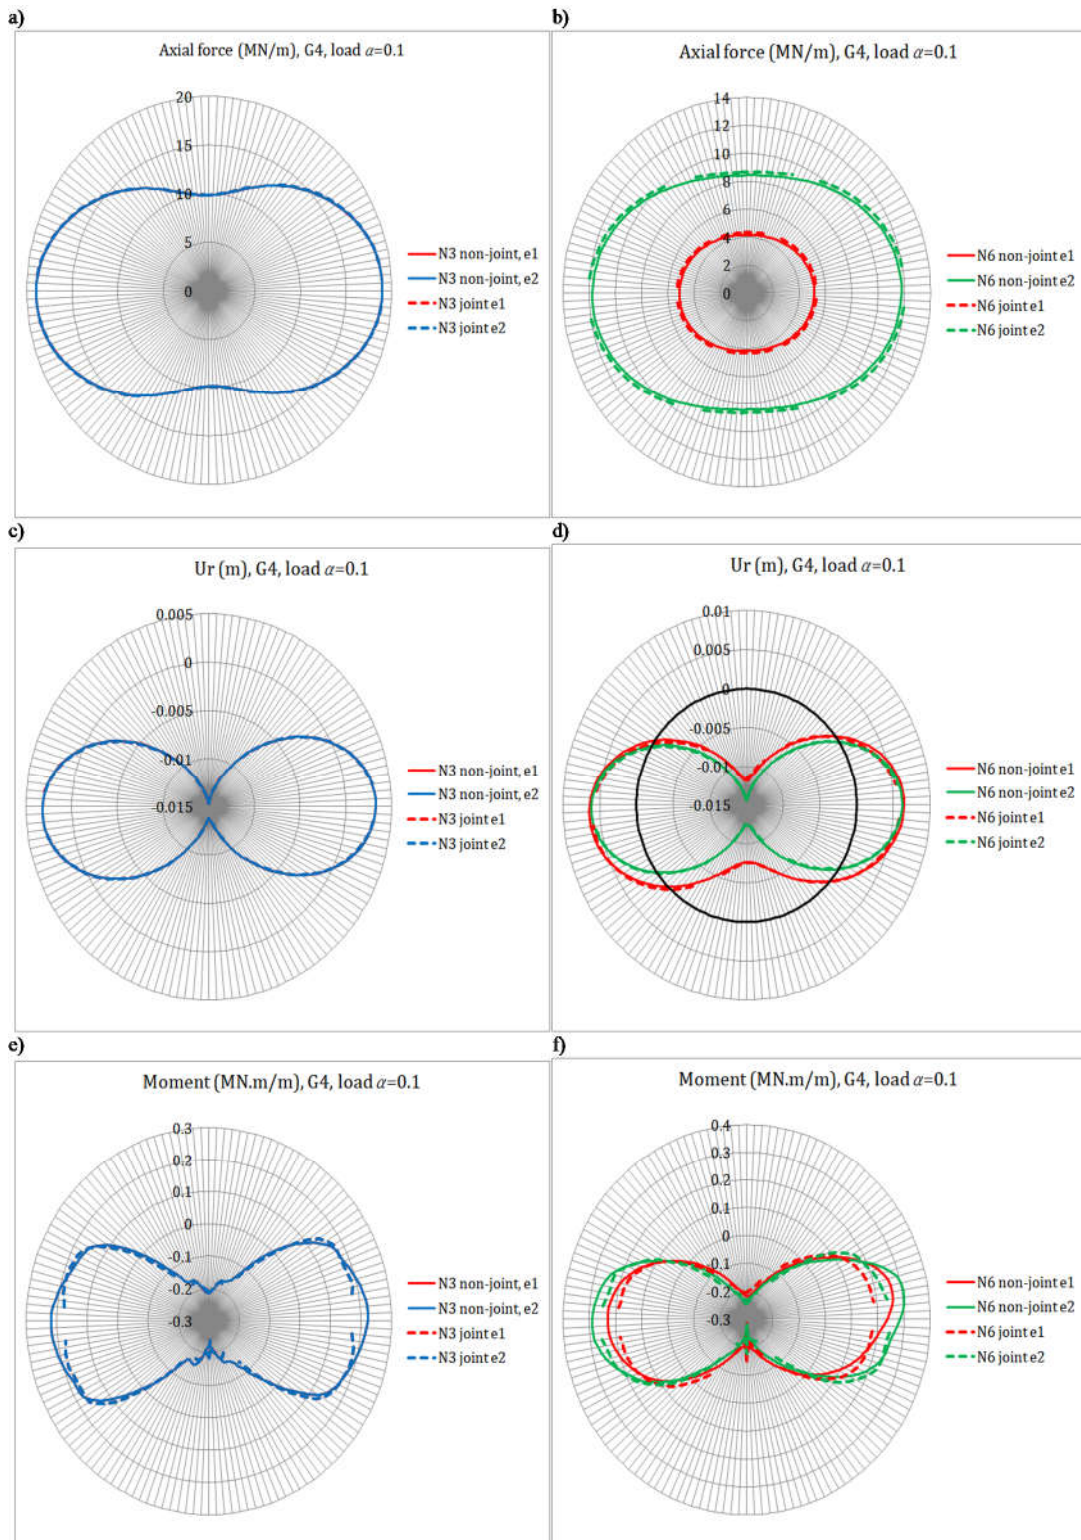 a)
Axial force (MN/m), G4, load α=0.1
20
15
10
5
0
N3 non-joint, e1
N3 non-joint, e2
N3 joint e1
N3 joint e2
b)
Axial force (MN/m), G4, load α=0.1
14
12
10
8
6
4
2
0
N6 non-joint e1
N6 non-joint e2
N6 joint e1
N6 joint e2
c)
Ur (m), G4, load α=0.1
0.005
0
-0.005
-0.01
-0.015
N3 non-joint, e1
N3 non-joint, e2
N3 joint e1
N3 joint e2
d)
Ur (m), G4, load α=0.1
0.01
0.005
0
-0.005
-0.01
-0.015
N6 non-joint e1
N6 non-joint e2
N6 joint e1
N6 joint e2
e)
Moment (MN.m/m), G4, load α=0.1
0.3
0.2
0.1
0
-0.1
-0.2
-0.3
N3 non-joint, e1
N3 non-joint, e2
N3 joint e1
N3 joint e2
f)
Moment (MN.m/m), G4, load α=0.1
0.4
0.3
0.2
0.1
0
-0.1
-0.2
-0.3
N6 non-joint e1
N6 non-joint e2
N6 joint e1
N6 joint e2